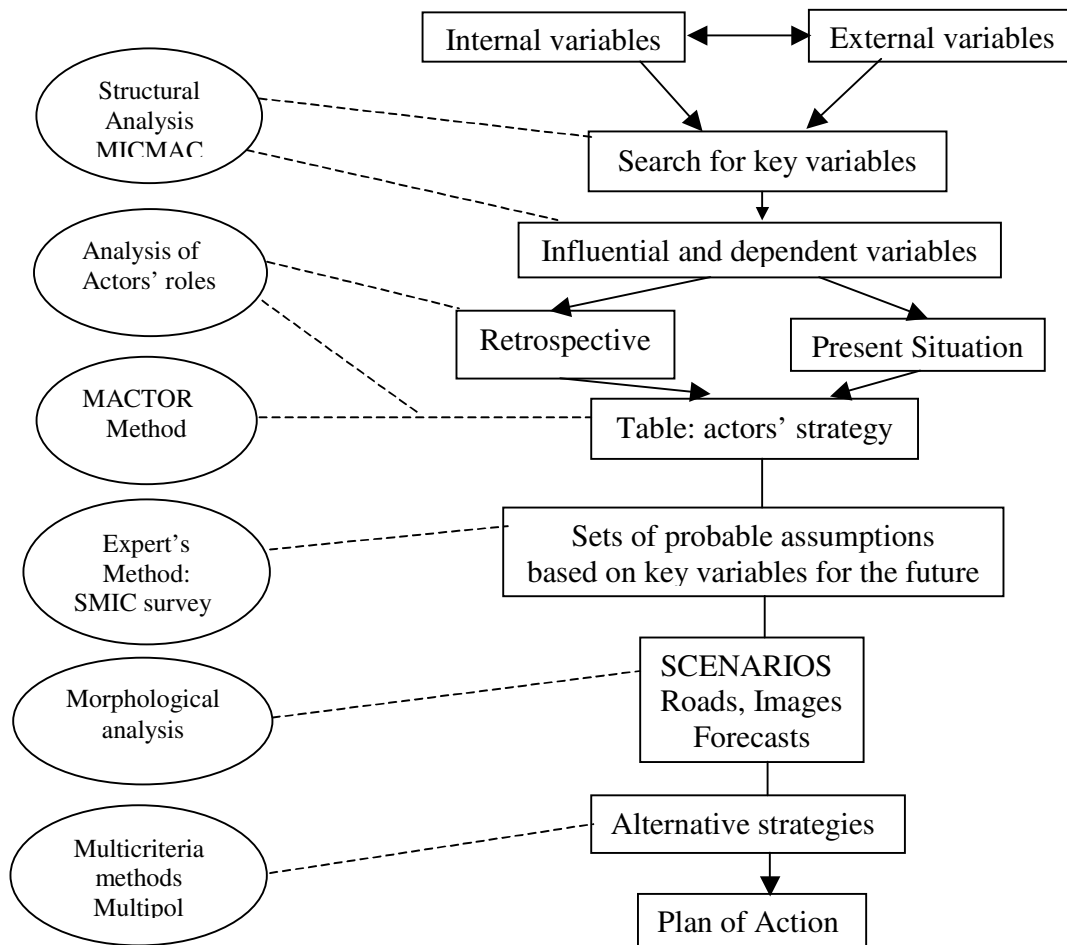 Internal variables
External variables
Structural
Analysis
MICMAC
Search for key variables
Influential and dependent variables
Analysis of
Actors’ roles
Retrospective
Present Situation
MACTOR
Method
Table: actors’ strategy
Expert’s
Method:
SMIC survey
Sets of probable assumptions
based on key variables for the future
Morphological
analysis
SCENARIOS
Roads, Images
Forecasts
Multicriteria
methods
Multipol
Alternative strategies
Plan of Action